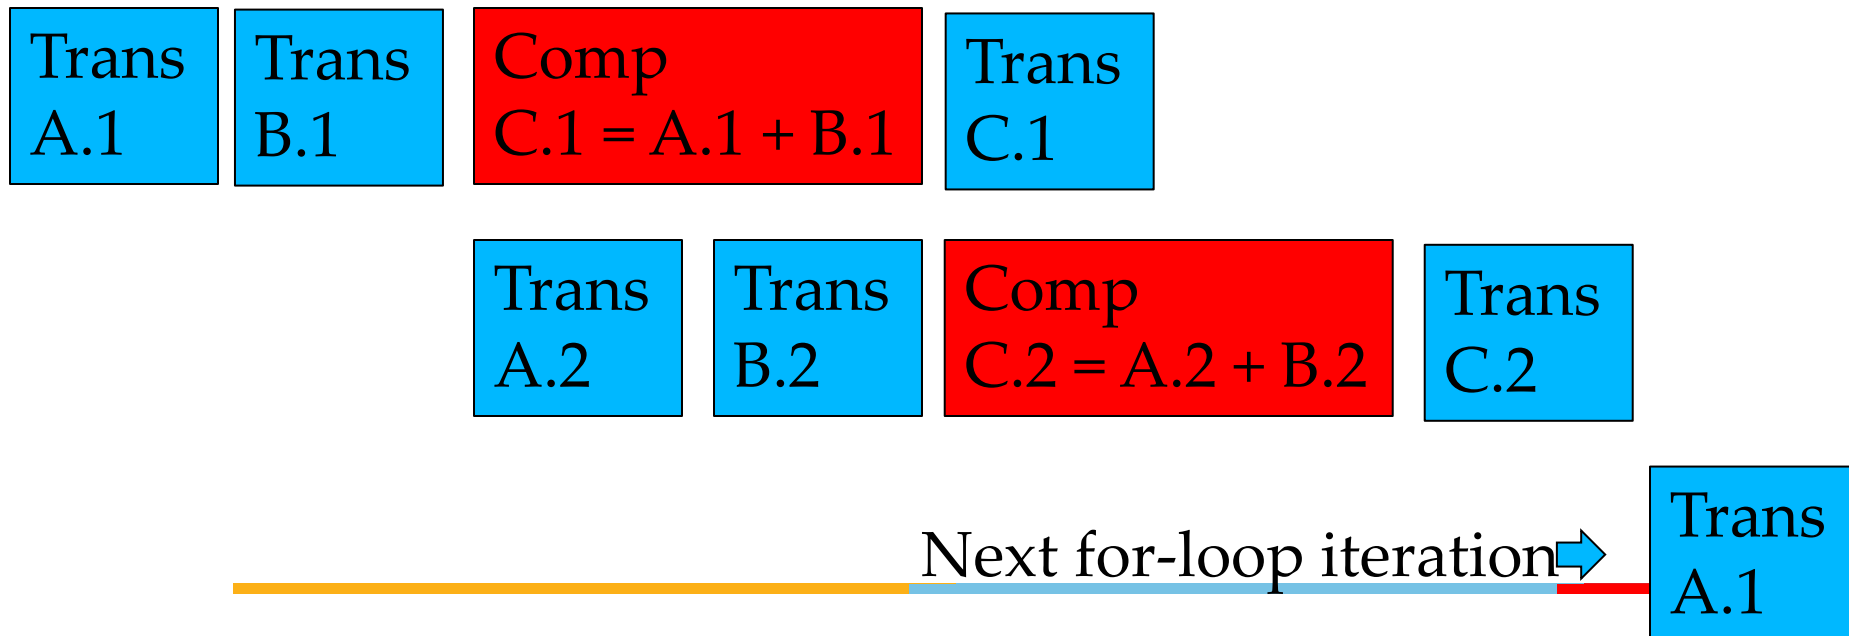 Trans
A.1
Trans
B.1
Comp
C.1 = A.1 + B.1
Trans
C.1
Trans
A.2
Trans
B.2
Comp
C.2 = A.2 + B.2
Trans
C.2
Next for-loop iteration
Trans
A.1